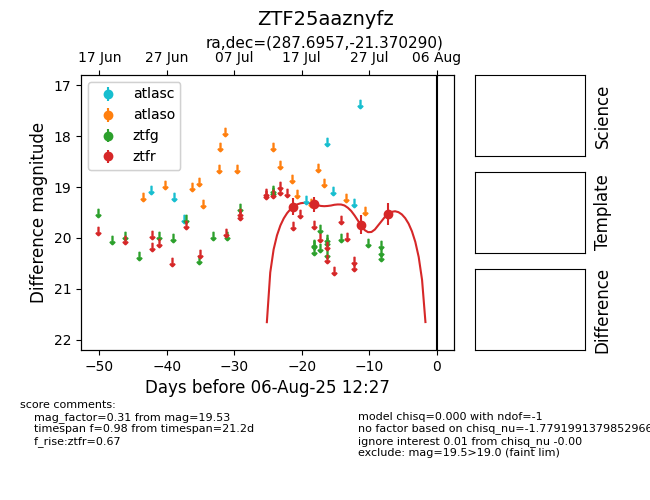 ZTF25aaznyfz
ra,dec=(287.6957,-21.370290)
17 Jun 27 Jun 07 Jul 17 Jul 27 Jul 06 Aug
atlasc
atlaso
ztfg
ztfr
17
18
19
20
21
22
Difference magnitude
−50 −40 −30 −20 −10 0
Days before 06-Aug-25 12:27
Science
Template
Difference
score comments:
mag_factor=0.31 from mag=19.53
timespan f=0.98 from timespan=21.2d
f_rise:ztfr=0.67
model chisq=0.000 with ndof=-1
no factor based on chisq_nu=-1.7791991379852966
ignore interest 0.01 from chisq_nu -0.00
exclude: mag=19.5>19.0 (faint lim)